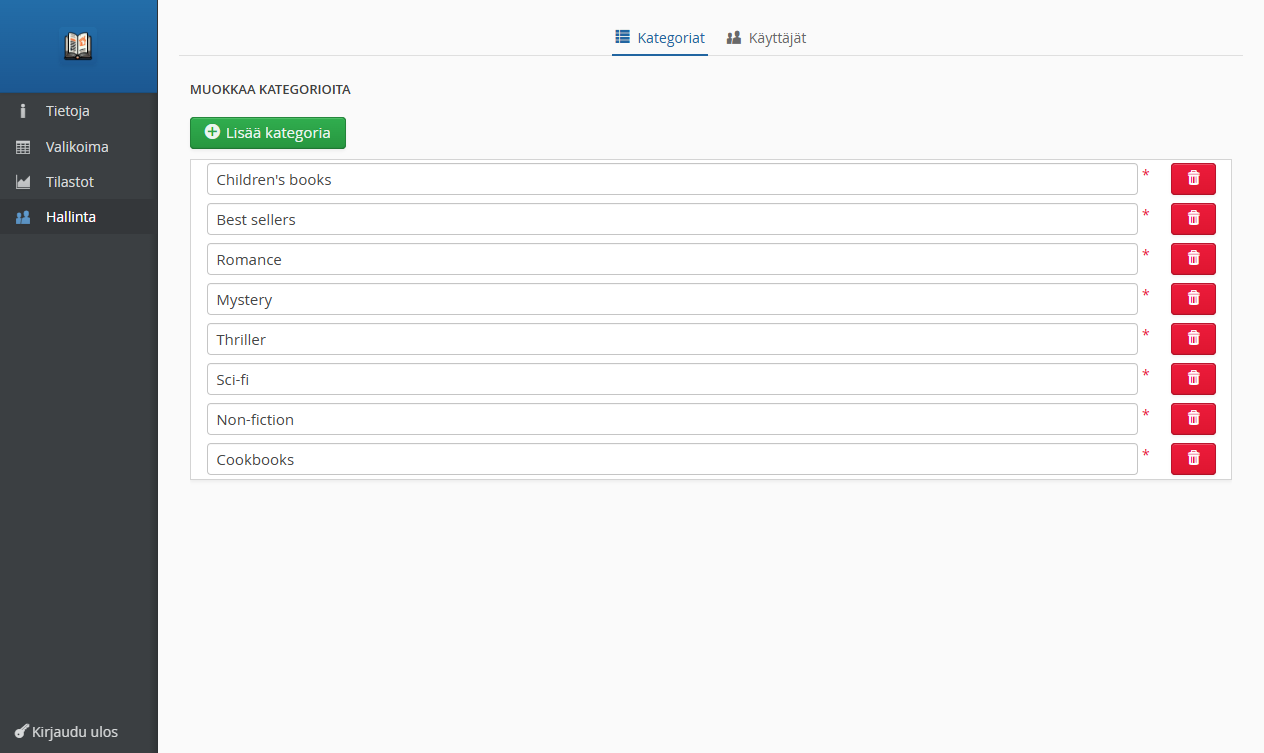 Kategoriat Käyttäjät
Tietoja
Valikoima
Tilastot
Hallinta
Kirjaudu ulos
MUOKKAA KATEGORIOITA
Lisää kategoria
Children's books *
Best sellers *
Romance *
Mystery *
Thriller *
Sci-fi *
Non-fiction *
Cookbooks *